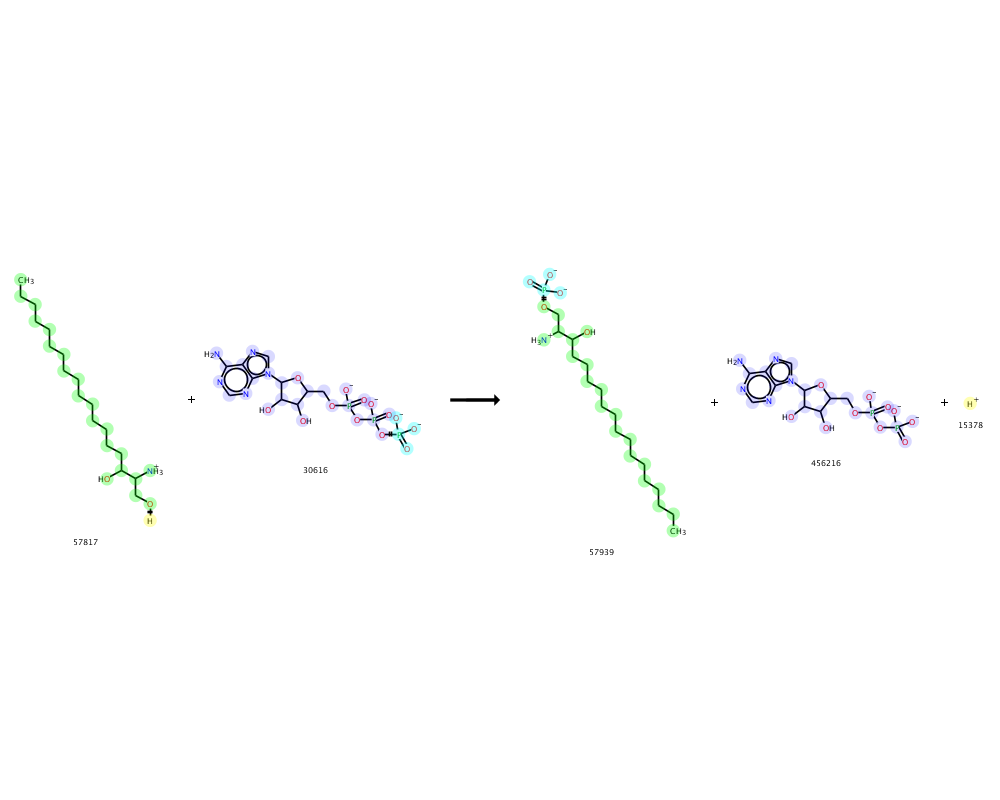 CH3
HO
NH3+
O
H
57817
+
H2N
N
N
N
N
N
O
HO
OH
O
O-
P
O
O-
O
P
O
O-
O
P
O-
O-
O
30616
O
O-
P
O-
O
H3N+
OH
CH3
57939
+
H2N
N
N
N
N
N
O
HO
OH
O
O-
P
O
O-
O
P
O-
O
456216
+
H+
15378